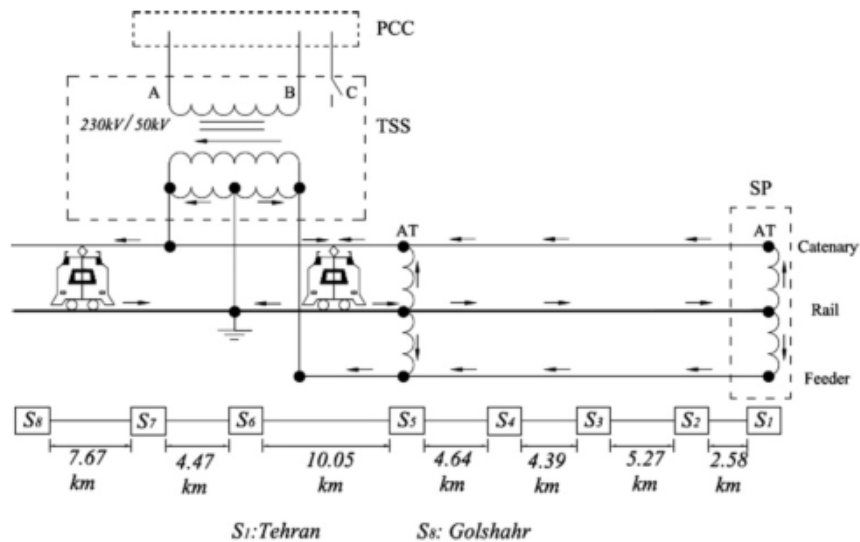 PCC
A B C
230kV/50kV
TSS
SP
AT AT
Catenary
Rail
Feeder
S8 S7 S6 S5 S4 S3 S2 S1
7.67 4.47 10.05 4.64 4.39 5.27 2.58
km km km km km km km
S1:Tehran S8: Golshahr